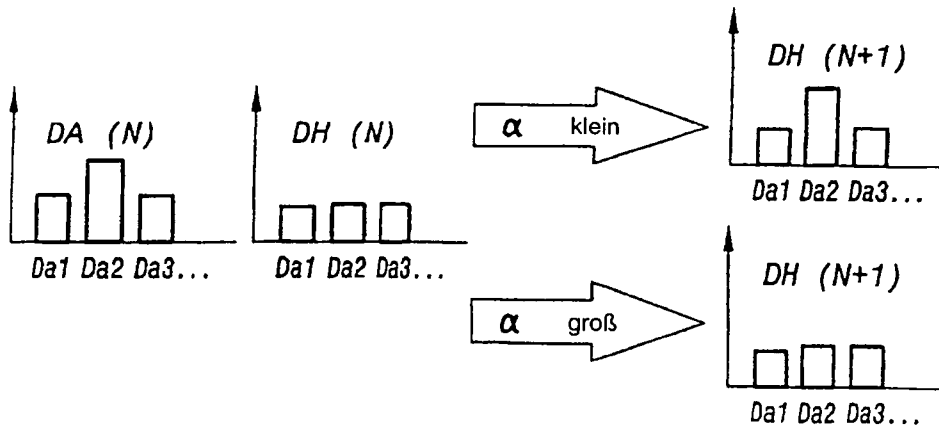 DA (N)
Da1 Da2 Da3...
DH (N)
Da1 Da2 Da3...
α klein
DH (N+1)
Da1 Da2 Da3...
α groß
DH (N+1)
Da1 Da2 Da3...